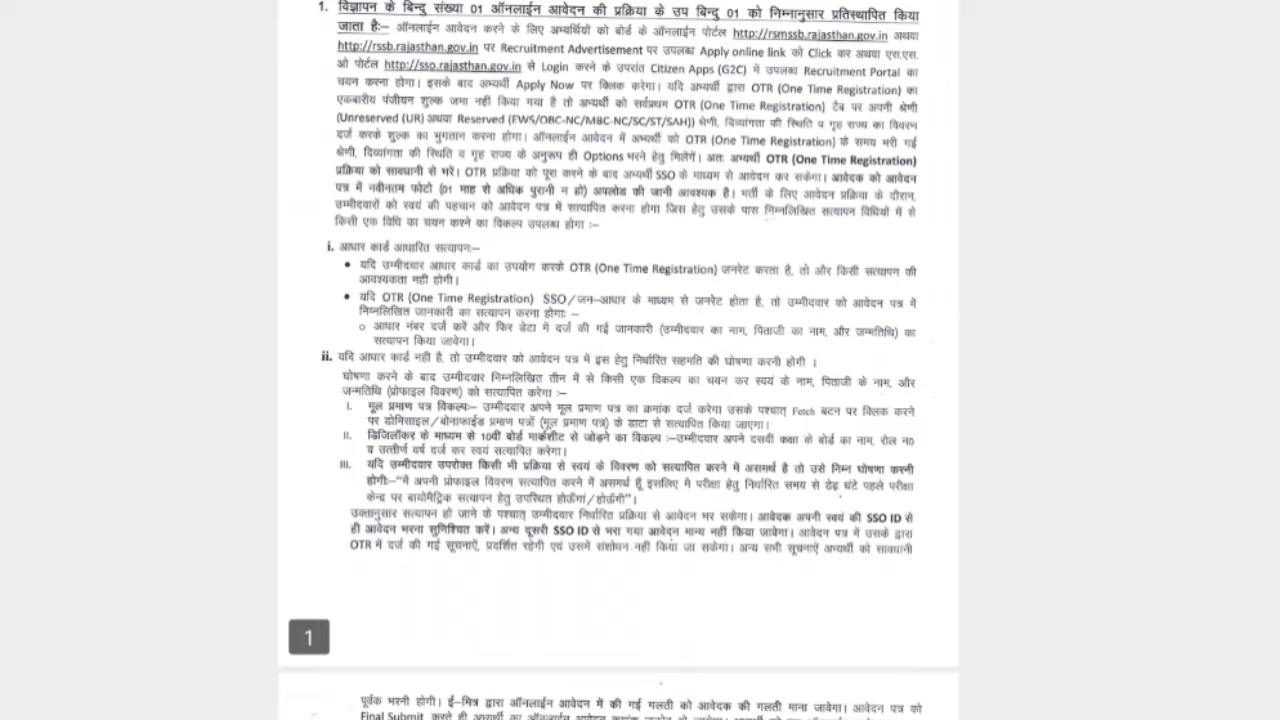 1. विज्ञापन के बिन्दु संख्या 01 ऑनलाईन आवेदन की प्रक्रिया के उप बिन्दु 01 को निम्नानुसार प्रतिस्थापित किया
जाता हैः– ऑनलाईन आवेदन करने के लिए अभ्यर्थियों को बोर्ड के ऑनलाईन पोर्टल http://rsmssb.rajasthan.gov.in अथवा
http://rssb.rajasthan.gov.in पर Recruitment Advertisement पर उपलब्ध Apply online link को Click कर अथवा एस.एस.
ओ पोर्टल http://sso.rajasthan.gov.in से Login करने के उपरांत Citizen Apps (G2C) में उपलब्ध Recruitment Portal का
चयन करना होगा। इसके बाद अभ्यर्थी Apply Now पर क्लिक करेगा। यदि अभ्यर्थी द्वारा OTR (One Time Registration) का
एकबारीय पंजीयन शुल्क जमा नहीं किया गया है तो अभ्यर्थी को सर्वप्रथम OTR (One Time Registration) टैब पर अपनी श्रेणी
(Unreserved (UR) अथवा Reserved (EWS/OBC-NC/MBC-NC/SC/ST/SAH)) श्रेणी, दिव्यांगता की स्थिति व गृह राज्य का विवरण
दर्ज करके शुल्क का भुगतान करना होगा। ऑनलाईन आवेदन में अभ्यर्थी को OTR (One Time Registration) के समय भरी गई
श्रेणी, दिव्यांगता की स्थिति व गृह राज्य के अनुरूप ही Options भरने हेतु मिलेगें। अतः अभ्यर्थी OTR (One Time Registration)
प्रक्रिया को सावधानी से भरें। OTR प्रक्रिया को पूरा करने के बाद अभ्यर्थी SSO के माध्यम से आवेदन कर सकेगा। आवेदक को आवेदन
पत्र में नवीनतम फोटो (01 माह से अधिक पुरानी न हो) अपलोड की जानी आवश्यक है। भर्ती के लिए आवेदन प्रक्रिया के दौरान,
उम्मीदवारों को स्वयं की पहचान को आवेदन पत्र में सत्यापित करना होगा जिस हेतु उसके पास निम्नलिखित सत्यापन विधियों में से
किसी एक विधि का चयन करने का विकल्प उपलब्ध होगा :–
i. आधार कार्ड आधारित सत्यापनः–
• यदि उम्मीदवार आधार कार्ड का उपयोग करके OTR (One Time Registration) जनरेट करता है, तो और किसी सत्यापन की
आवश्यकता नहीं होगी।
• यदि OTR (One Time Registration) SSO/जन–आधार के माध्यम से जनरेट होता है, तो उम्मीदवार को आवेदन पत्र में
निम्नलिखित जानकारी का सत्यापन करना होगाः –
o आधार नंबर दर्ज करें और फिर डेटा में दर्ज की गई जानकारी (उम्मीदवार का नाम, पिताजी का नाम, और जन्मतिथि) का
सत्यापन किया जावेगा।
ii. यदि आधार कार्ड नहीं है, तो उम्मीदवार को आवेदन पत्र में इस हेतु निर्धारित सहमति की घोषणा करनी होगी ।
घोषणा करने के बाद उम्मीदवार निम्नलिखित तीन में से किसी एक विकल्प का चयन कर स्वयं के नाम, पिताजी के नाम, और
जन्मतिथि (प्रोफाइल विवरण) को सत्यापित करेगा :–
I. मूल प्रमाण पत्र विकल्पः– उम्मीदवार अपने मूल प्रमाण पत्र का क्रमांक दर्ज करेगा उसके पश्चात् Fetch बटन पर क्लिक करने
पर डोमिसाइल/बोनाफाईड प्रमाण पत्रों (मूल प्रमाण पत्र) के डाटा से सत्यापित किया जाएगा।
II. डिजिलॉकर के माध्यम से 10वीं बोर्ड मार्कशीट से जोड़ने का विकल्प :–उम्मीदवार अपने दसवीं कक्षा के बोर्ड का नाम, रोल न0
व उत्तीर्ण वर्ष दर्ज कर स्वयं सत्यापित करेगा।
III. यदि उम्मीदवार उपरोक्त किसी भी प्रक्रिया से स्वयं के विवरण को सत्यापित करने में असमर्थ है तो उसे निम्न घोषणा करनी
होगीः–"मैं अपनी प्रोफाइल विवरण सत्यापित करने में असमर्थ हूँ इसलिए मैं परीक्षा हेतु निर्धारित समय से डेढ़ घंटे पहले परीक्षा
केन्द्र पर बायोमैट्रिक सत्यापन हेतु उपस्थित होऊँगां/होऊँगी"।
उक्तानुसार सत्यापन हो जाने के पश्चात् उम्मीदवार निर्धारित प्रक्रिया से आवेदन भर सकेगा। आवेदक अपनी स्वयं की SSO ID से
ही आवेदन भरना सुनिश्चित करें। अन्य दूसरी SSO ID से भरा गया आवेदन मान्य नहीं किया जावेगा। आवेदन पत्र में उसके द्वारा
OTR में दर्ज की गई सूचनाऐं, प्रदर्शित रहेगी एवं उसमें संशोधन नहीं किया जा सकेगा। अन्य सभी सूचनाऐं अभ्यर्थी को सावधानी
1
पूर्वक भरनी होगी। ई–मित्र द्वारा ऑनलाईन आवेदन में की गई गलती को आवेदक की गलती माना जावेगा। आवेदन पत्र को
Final Submit करते ही अभ्यर्थी का ऑनलाईन आवेदन क्रमांक